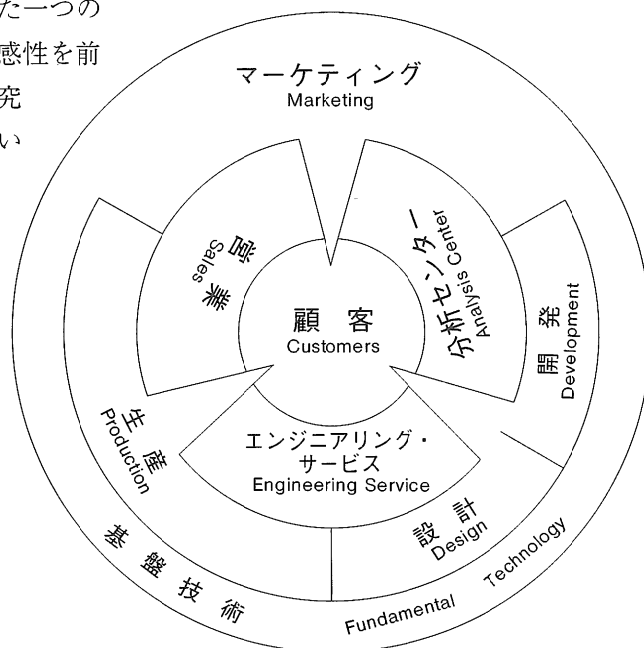 た一つの
感性を前
究
い
マーケティング
Marketing
営業
Sales
分析センター
Analysis Center
顧客
Customers
開発
Development
生産
Production
エンジニアリング・
サービス
Engineering Service
設計
Design
基盤技術
Fundamental Technology